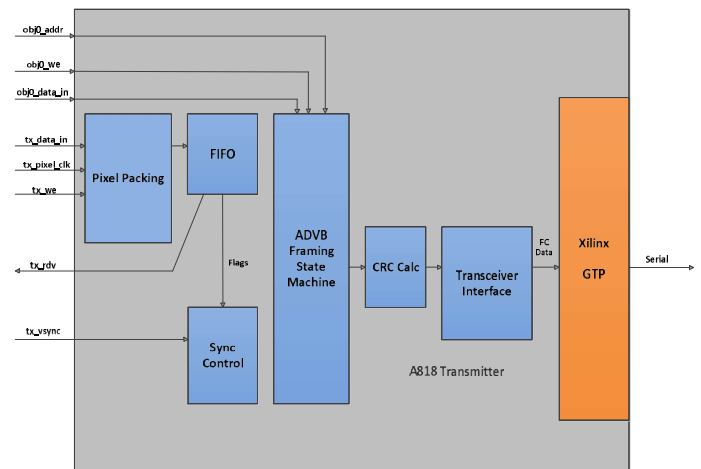 obj0_addr
obj0_we
obj0_data_in
tx_data_in
tx_pixel_clk
tx_we
Pixel Packing
FIFO
ADVB
Framing
State
Machine
CRC Calc
Transceiver
Interface
FC
Data
Xilinx
GTP
Serial
tx_rdv
Flags
tx_vsync
Sync
Control
A818 Transmitter